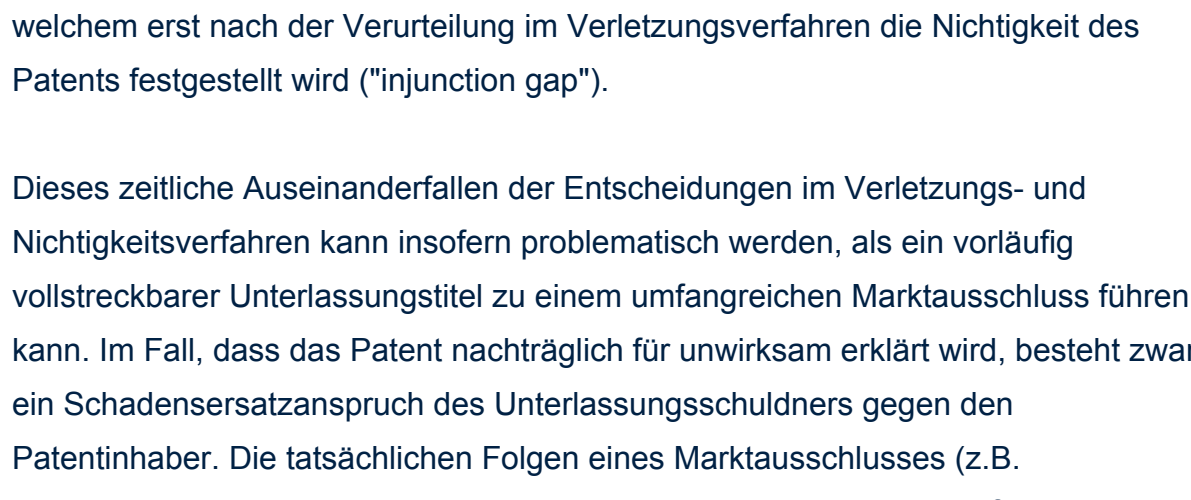 welchem erst nach der Verurteilung im Verletzungsverfahren die Nichtigkeit des
Patents festgestellt wird ("injunction gap").
Dieses zeitliche Auseinanderfallen der Entscheidungen im Verletzungs- und
Nichtigkeitsverfahren kann insofern problematisch werden, als ein vorläufig
vollstreckbarer Unterlassungstitel zu einem umfangreichen Marktausschluss führen
kann. Im Fall, dass das Patent nachträglich für unwirksam erklärt wird, besteht zwar
ein Schadensersatzanspruch des Unterlassungsschuldners gegen den
Patentinhaber. Die tatsächlichen Folgen eines Marktausschlusses (z.B.